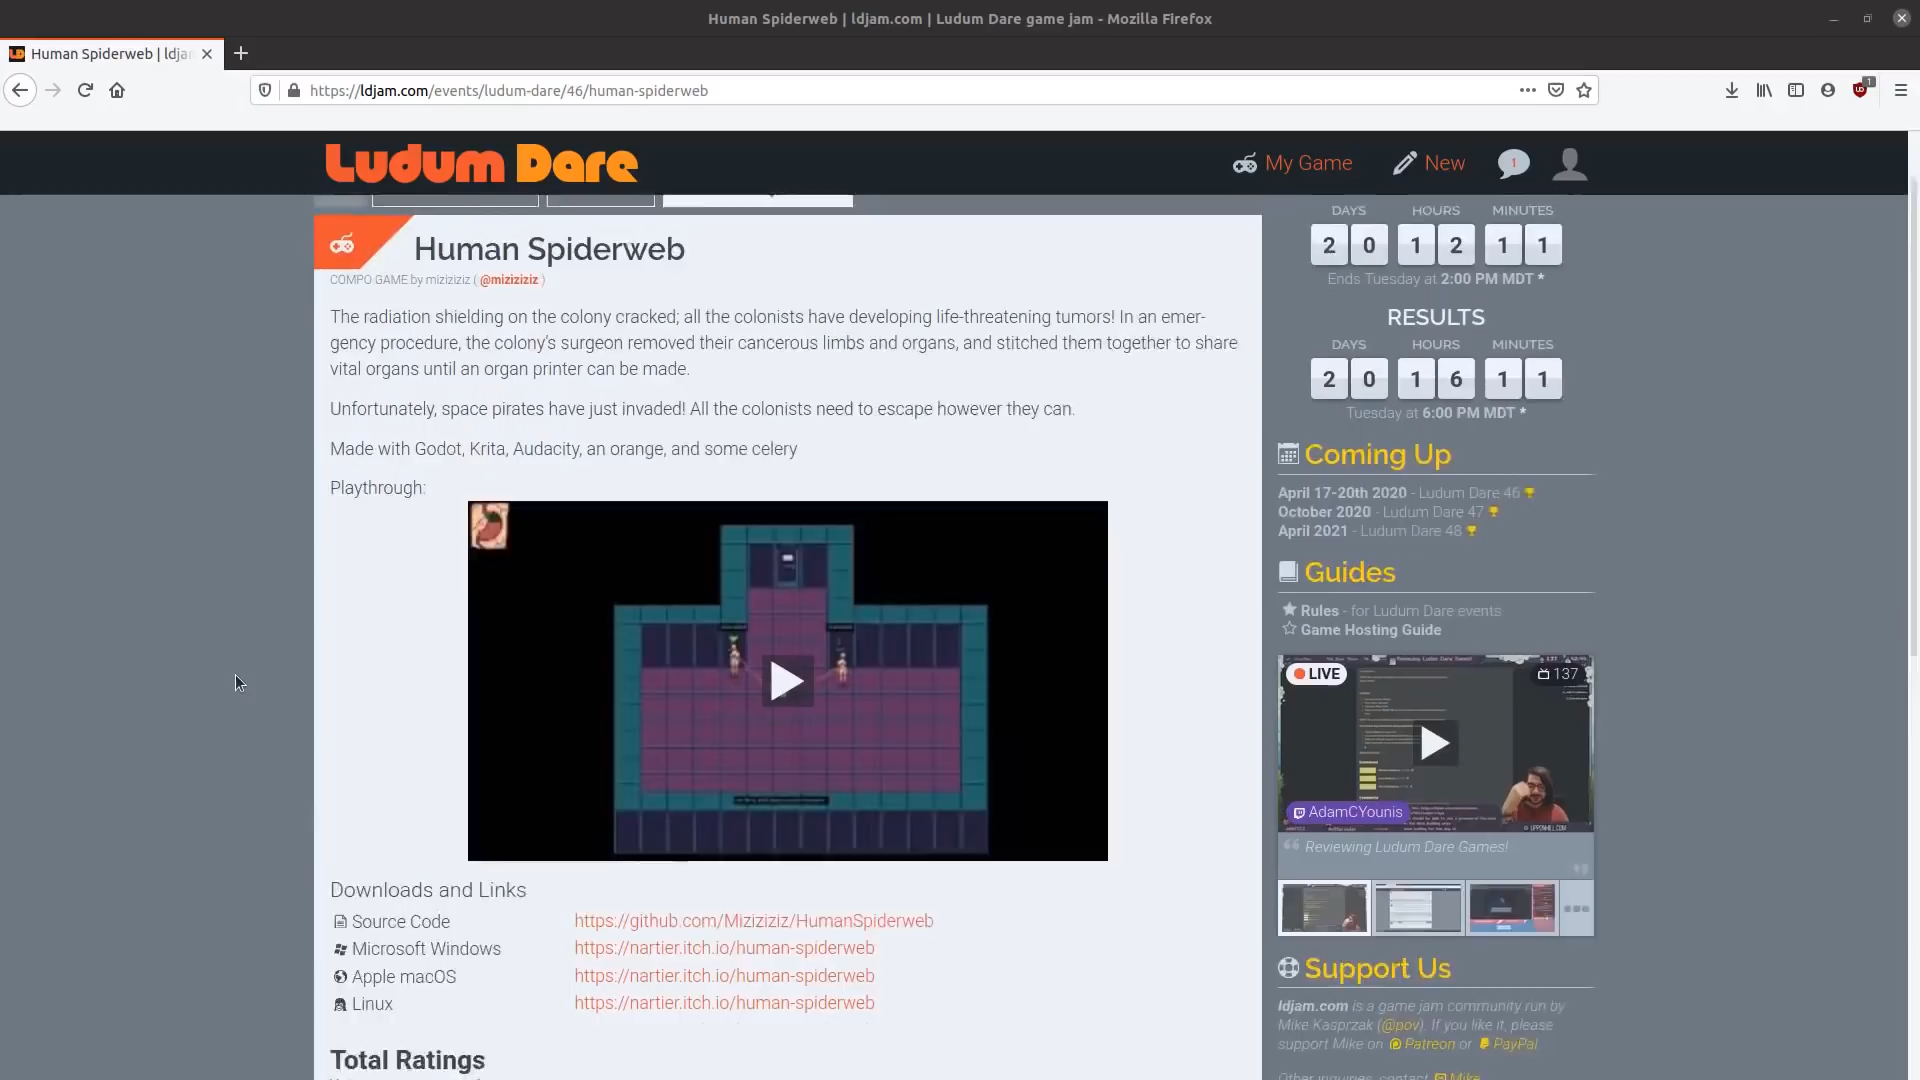 Human Spiderweb | ldjam.com | Ludum Dare game jam - Mozilla Firefox
Human Spiderweb | ldja
https://ldjam.com/events/ludum-dare/46/human-spiderweb
1
Ludum Dare
My Game
New
1
Human Spiderweb
COMPO GAME by miziziziz ( @miziziziz )
The radiation shielding on the colony cracked; all the colonists have developing life-threatening tumors! In an emer-
gency procedure, the colony's surgeon removed their cancerous limbs and organs, and stitched them together to share
vital organs until an organ printer can be made.
Unfortunately, space pirates have just invaded! All the colonists need to escape however they can.
Made with Godot, Krita, Audacity, an orange, and some celery
Playthrough:
Downloads and Links
Source Code https://github.com/Miziziziz/HumanSpiderweb
Microsoft Windows https://nartier.itch.io/human-spiderweb
Apple macOS https://nartier.itch.io/human-spiderweb
Linux https://nartier.itch.io/human-spiderweb
Total Ratings
DAYS HOURS MINUTES
2 0 1 2 1 1
Ends Tuesday at 2:00 PM MDT *
RESULTS
DAYS HOURS MINUTES
2 0 1 6 1 1
Tuesday at 6:00 PM MDT *
Coming Up
April 17-20th 2020 - Ludum Dare 46
October 2020 - Ludum Dare 47
April 2021 - Ludum Dare 48
Guides
Rules - for Ludum Dare events
Game Hosting Guide
LIVE
137
AdamCYounis
Reviewing Ludum Dare Games!
Support Us
ldjam.com is a game jam community run by
Mike Kasprzak (@pov). If you like it, please
support Mike on Patreon or PayPal
Other inquiries, contact Mike